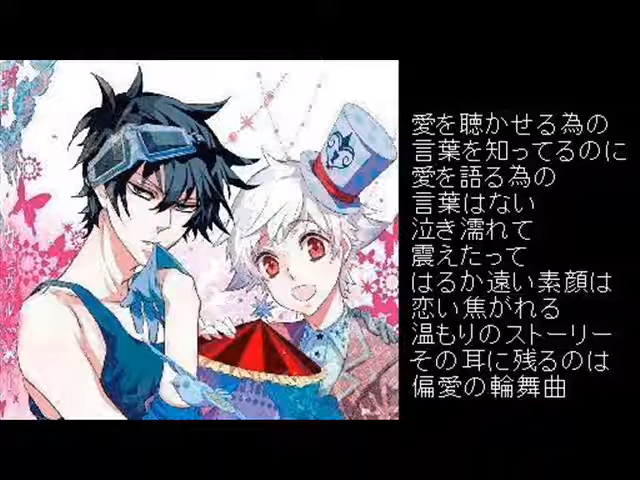 愛を聴かせる為の
言葉を知ってるのに
愛を語る為の
言葉はない
泣き濡れて
震えたって
はるか遠い素顔は
恋い焦がれる
温もりのストーリー
その耳に残るのは
偏愛の輪舞曲